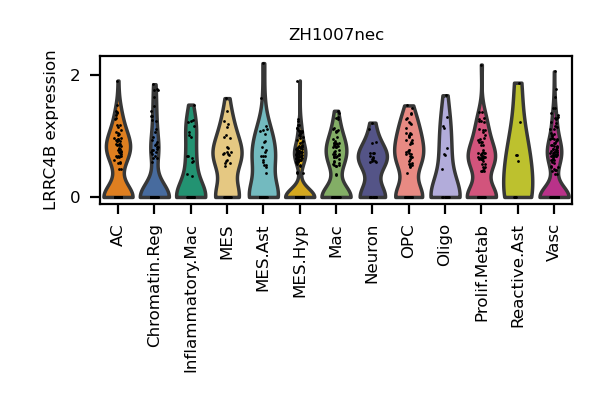 ZH1007nec
LRRC4B expression
2
0
AC
Chromatin.Reg
Inflammatory.Mac
MES
MES.Ast
MES.Hyp
Mac
Neuron
OPC
Oligo
Prolif.Metab
Reactive.Ast
Vasc